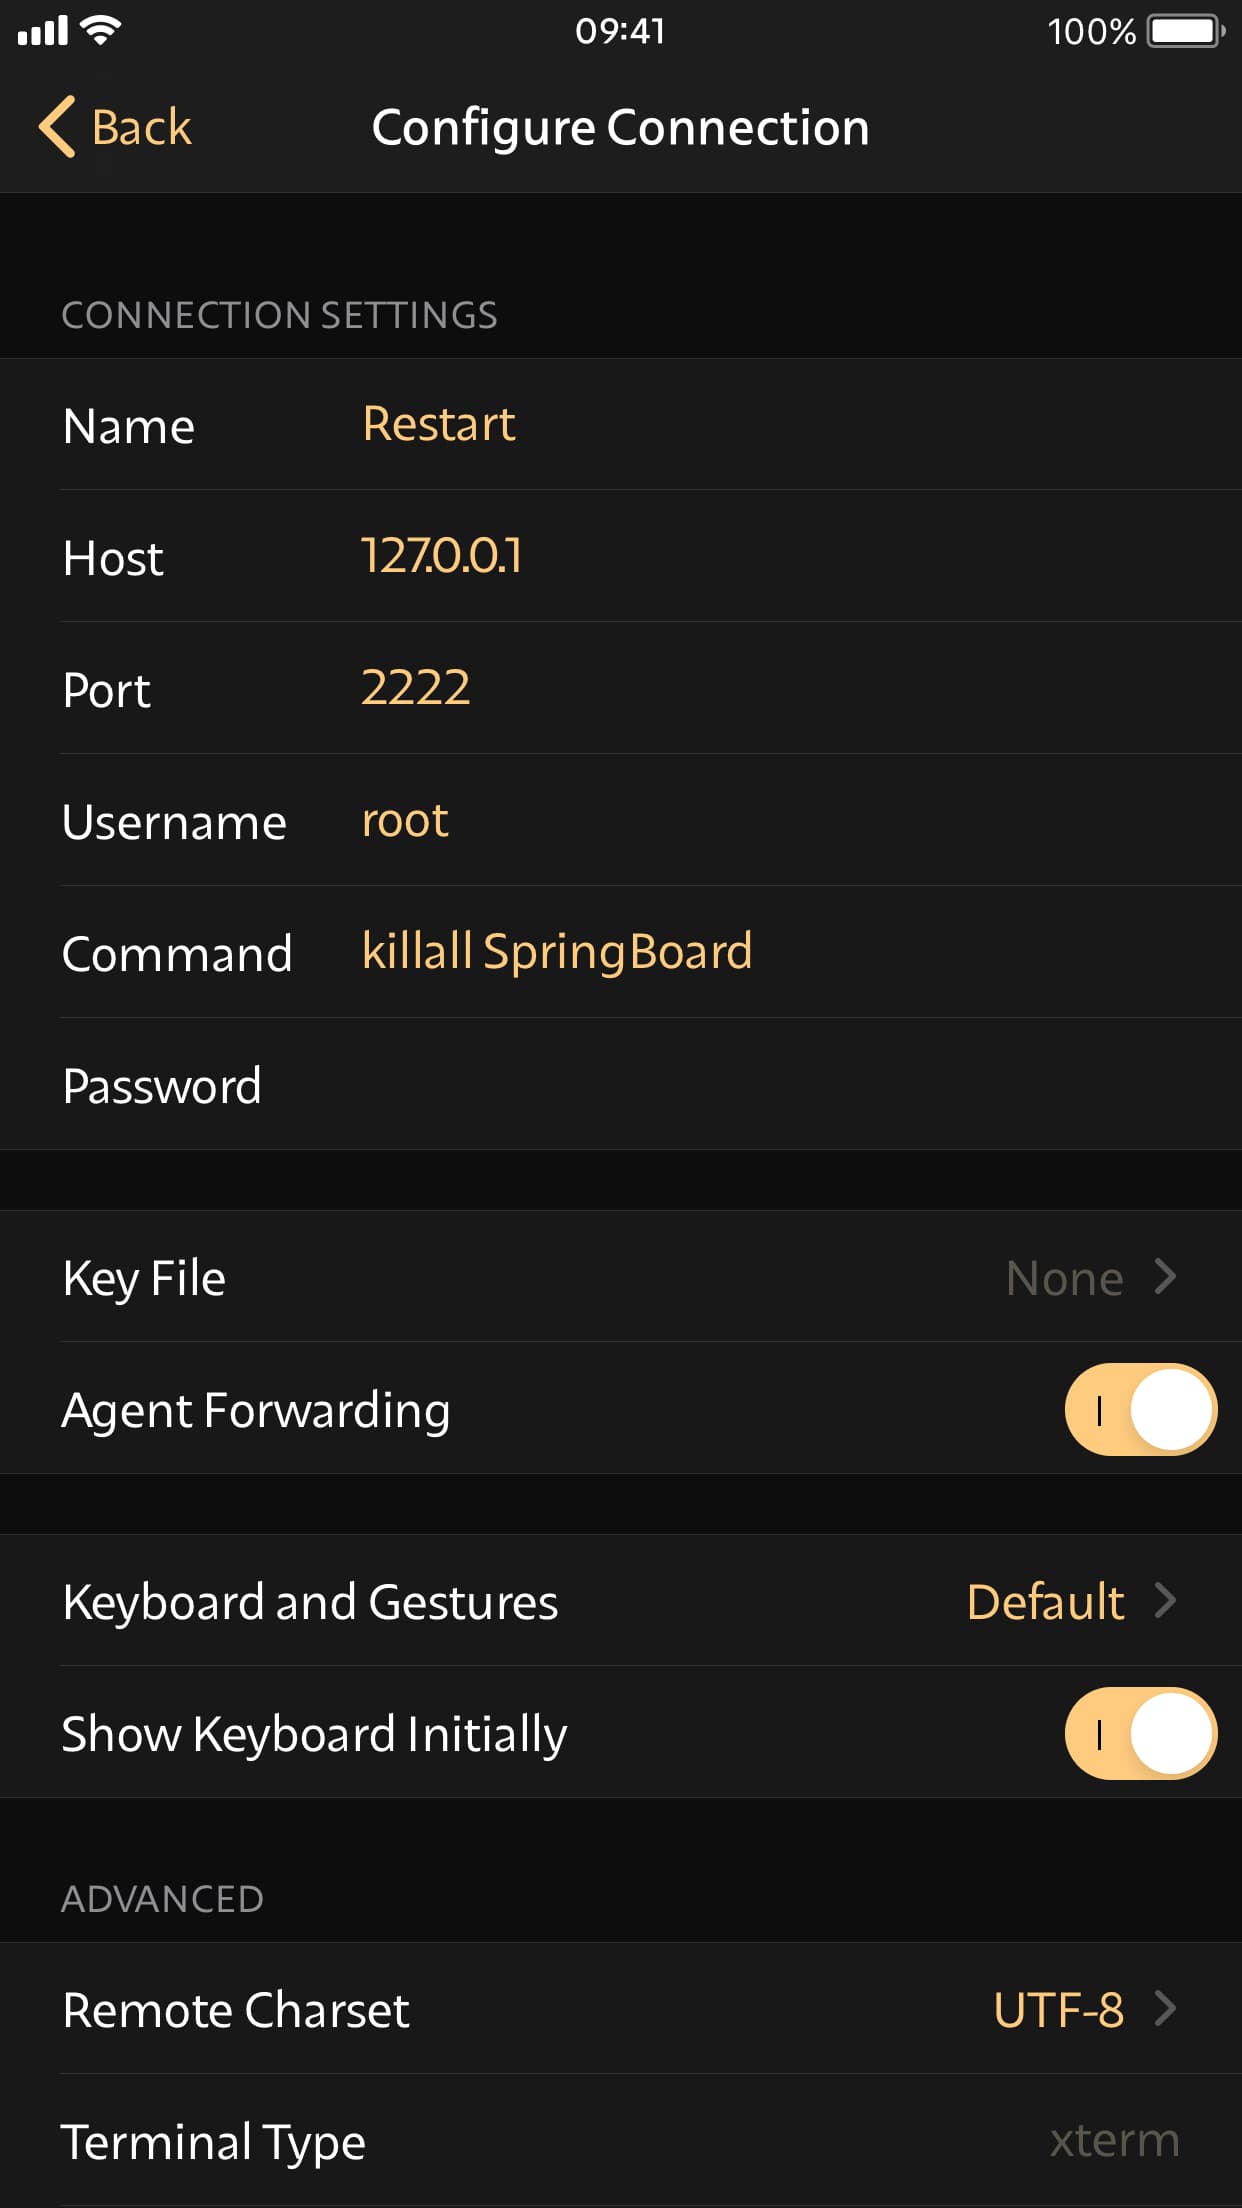 09:41 100%
Back Configure Connection
CONNECTION SETTINGS
Name Restart
Host 127.0.0.1
Port 2222
Username root
Command killall SpringBoard
Password
Key File None
Agent Forwarding
Keyboard and Gestures Default
Show Keyboard Initially
ADVANCED
Remote Charset UTF-8
Terminal Type xterm